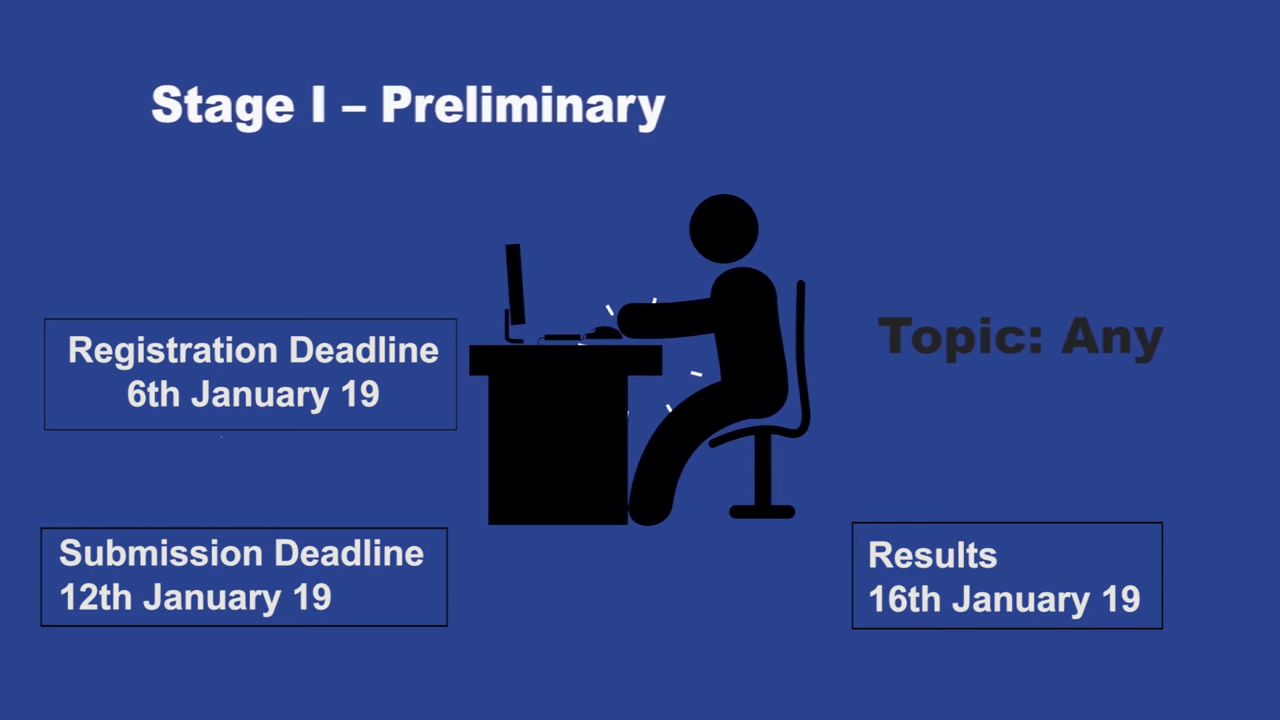 Stage I – Preliminary
Registration Deadline
6th January 19
Topic: Any
Submission Deadline
12th January 19
Results
16th January 19